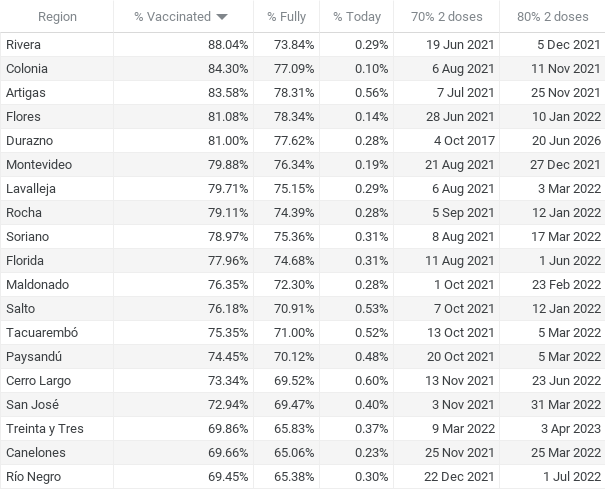 Region % Vaccinated % Fully % Today 70% 2 doses 80% 2 doses
Rivera 88.04% 73.84% 0.29% 19 Jun 2021 5 Dec 2021
Colonia 84.30% 77.09% 0.10% 6 Aug 2021 11 Nov 2021
Artigas 83.58% 78.31% 0.56% 7 Jul 2021 25 Nov 2021
Flores 81.08% 78.34% 0.14% 28 Jun 2021 10 Jan 2022
Durazno 81.00% 77.62% 0.28% 4 Oct 2017 20 Jun 2026
Montevideo 79.88% 76.34% 0.19% 21 Aug 2021 27 Dec 2021
Lavalleja 79.71% 75.15% 0.29% 6 Aug 2021 3 Mar 2022
Rocha 79.11% 74.39% 0.28% 5 Sep 2021 12 Jan 2022
Soriano 78.97% 75.36% 0.31% 8 Aug 2021 17 Mar 2022
Florida 77.96% 74.68% 0.31% 11 Aug 2021 1 Jun 2022
Maldonado 76.35% 72.30% 0.28% 1 Oct 2021 23 Feb 2022
Salto 76.18% 70.91% 0.53% 7 Oct 2021 12 Jan 2022
Tacuarembó 75.35% 71.00% 0.52% 13 Oct 2021 5 Mar 2022
Paysandú 74.45% 70.12% 0.48% 20 Oct 2021 5 Mar 2022
Cerro Largo 73.34% 69.52% 0.60% 13 Nov 2021 23 Jun 2022
San José 72.94% 69.47% 0.40% 3 Nov 2021 31 Mar 2022
Treinta y Tres 69.86% 65.83% 0.37% 9 Mar 2022 3 Apr 2023
Canelones 69.66% 65.06% 0.23% 25 Nov 2021 25 Mar 2022
Río Negro 69.45% 65.38% 0.30% 22 Dec 2021 1 Jul 2022